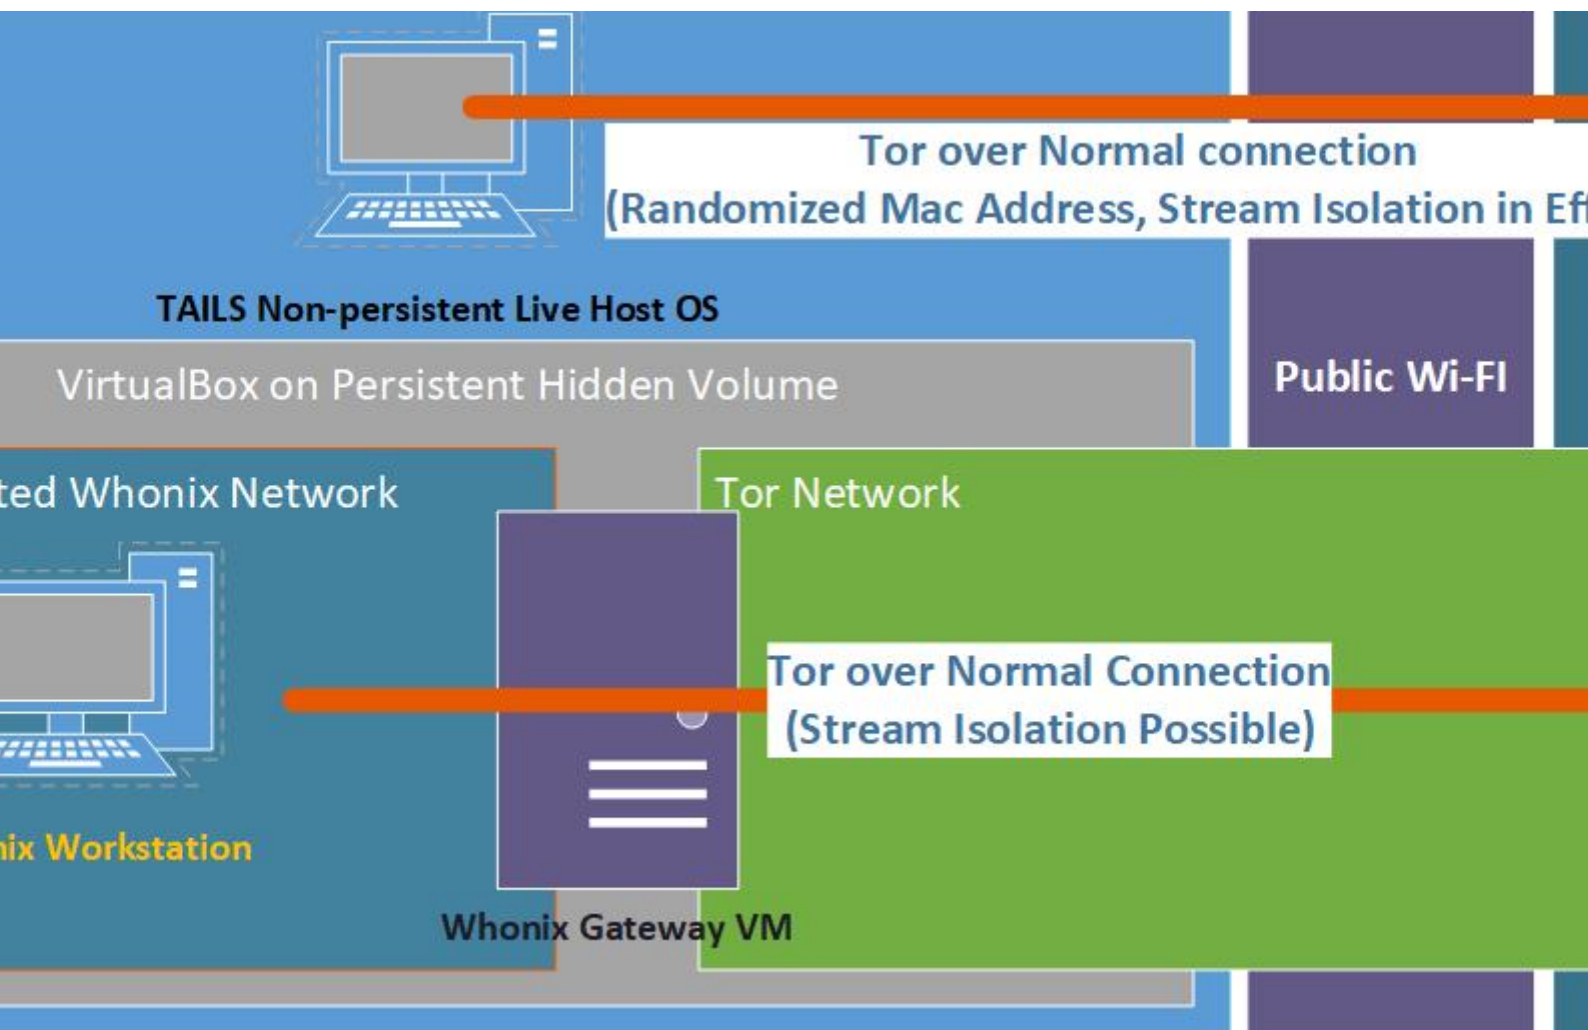 Tor over Normal connection
(Randomized Mac Address, Stream Isolation in Eff
TAILS Non-persistent Live Host OS
VirtualBox on Persistent Hidden Volume
Public Wi-FI
ted Whonix Network
Tor Network
Tor over Normal Connection
(Stream Isolation Possible)
nix Workstation
Whonix Gateway VM